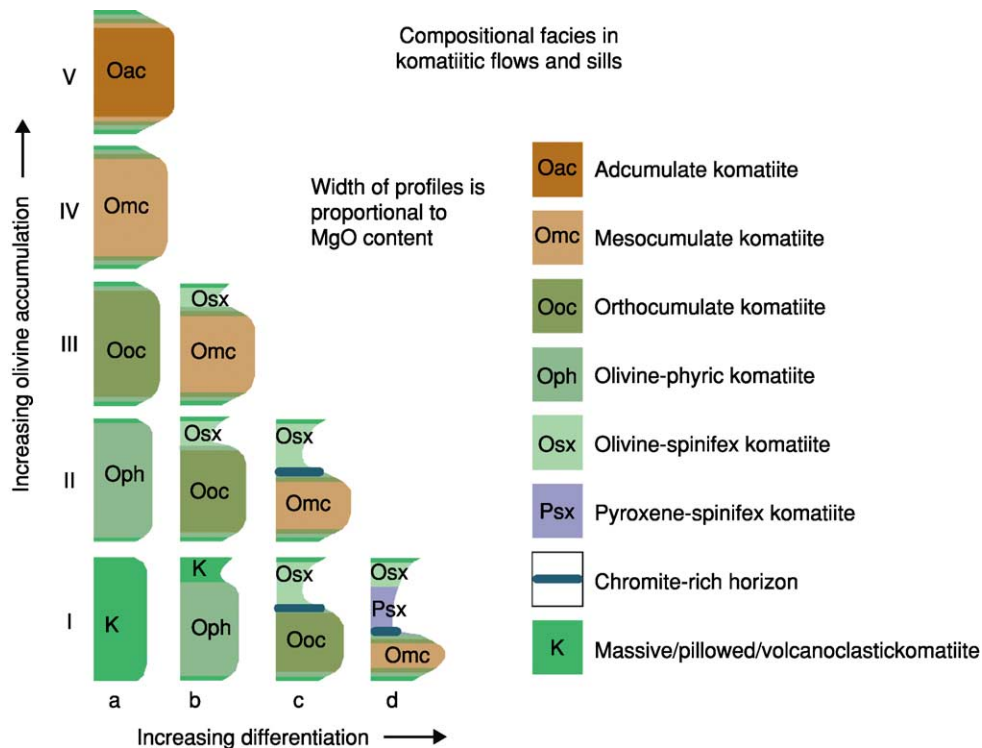 Compositional facies in
komatiitic flows and sills
Width of profiles is
proportional to
MgO content
Increasing olivine accumulation
V
Oac
IV
Omc
III
Ooc
Osx
Omc
II
Oph
Osx
Ooc
Osx
Omc
I
K
K
Oph
Osx
Ooc
Osx
Psx
Omc
a
b
c
d
Increasing differentiation
Oac Adcumulate komatiite
Omc Mesocumulate komatiite
Ooc Orthocumulate komatiite
Oph Olivine-phyric komatiite
Osx Olivine-spinifex komatiite
Psx Pyroxene-spinifex komatiite
Chromite-rich horizon
K Massive/pillowed/volcanoclastickomatiite